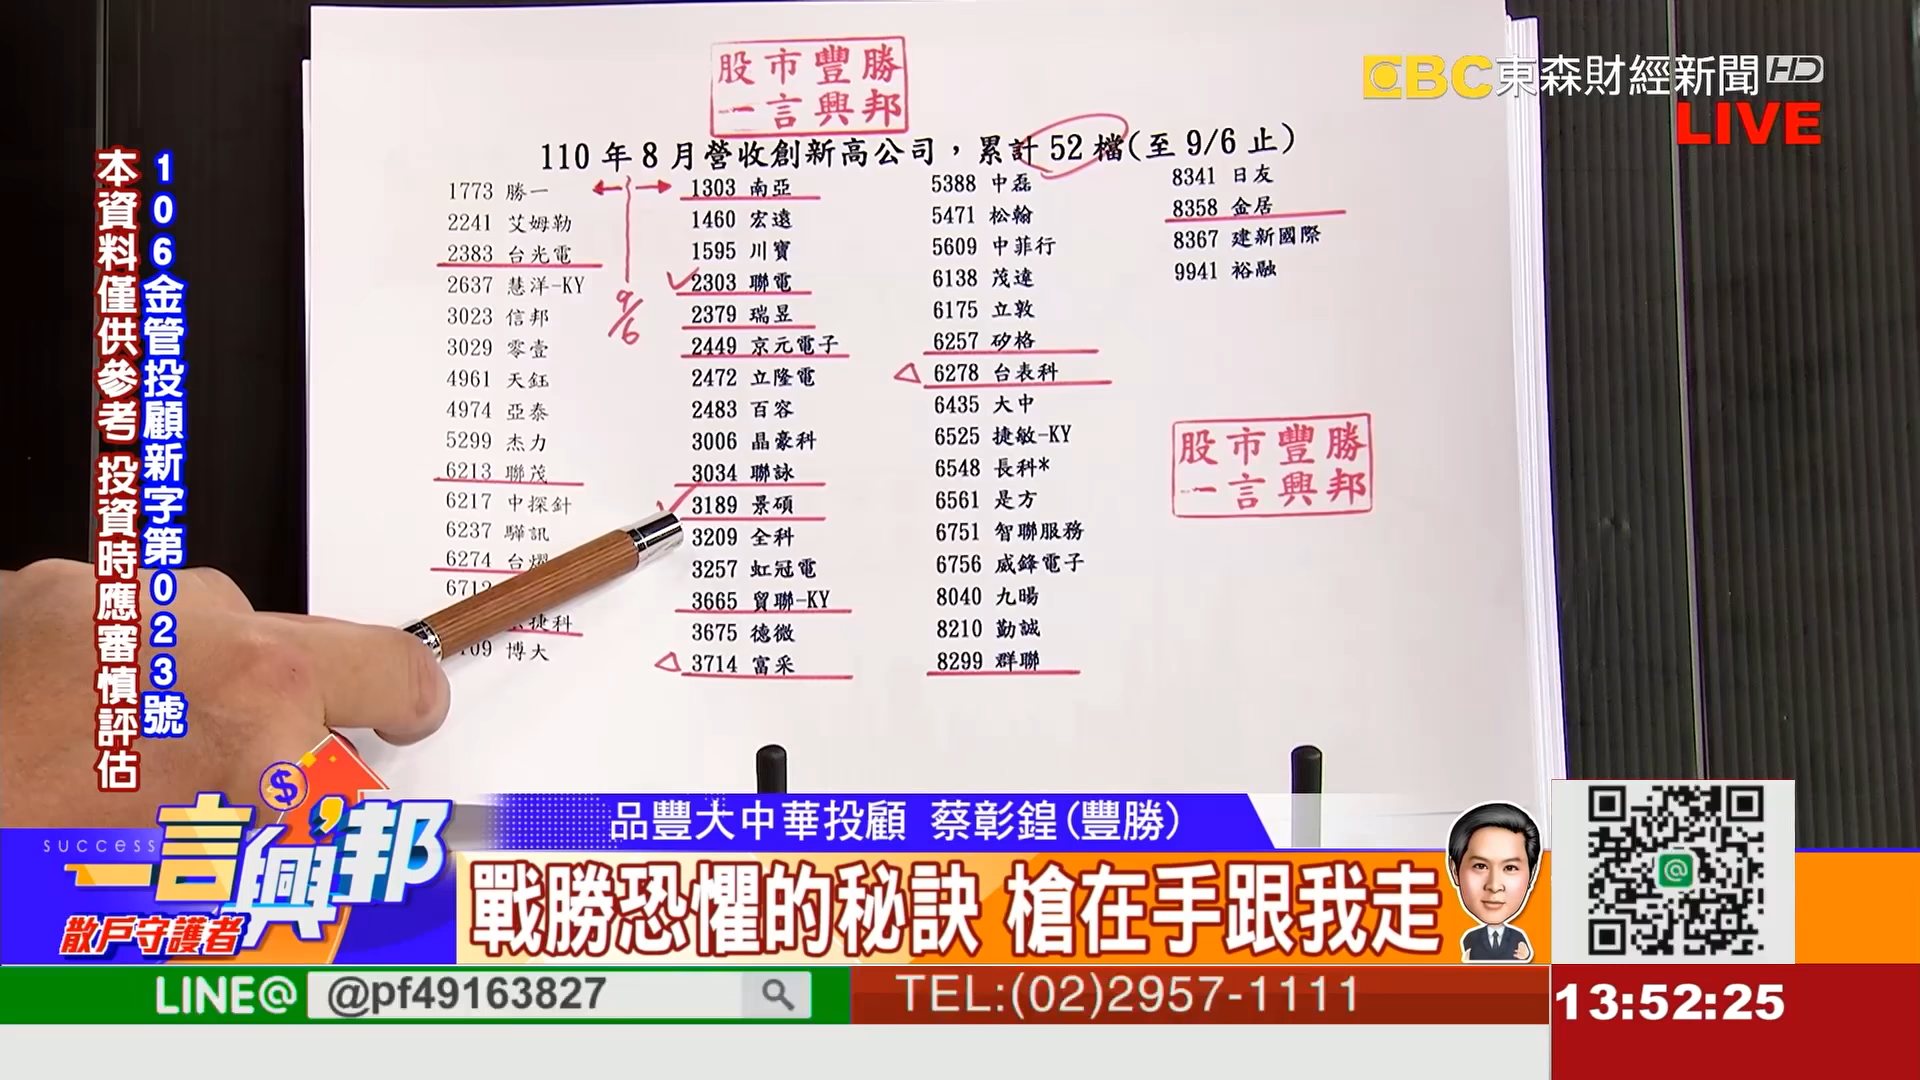 股市豐勝
一言興邦
EBC東森財經新聞HD
LIVE
110年8月營收創新高公司，累計52檔(至9/6止)
1773 勝一
2241 艾姆勒
2383 台光電
2637 慧洋-KY
3023 信邦
3029 零壹
4961 天鈺
4974 亞泰
5299 杰力
6213 聯茂
6217 中探針
6237 驊訊
6274 台燿
捷科
博大
9/6
1303 南亞
1460 宏遠
1595 川寶
2303 聯電
2379 瑞昱
2449 京元電子
2472 立隆電
2483 百容
3006 晶豪科
3034 聯詠
3189 景碩
3209 全科
3257 虹冠電
3665 貿聯-KY
3675 德微
3714 富采
5388 中磊
5471 松翰
5609 中菲行
6138 茂達
6175 立敦
6257 矽格
6278 台表科
6435 大中
6525 捷敏-KY
6548 長科*
6561 是方
6751 智聯服務
6756 威鋒電子
8040 九暘
8210 勤誠
8299 群聯
8341 日友
8358 金居
8367 建新國際
9941 裕融
股市豐勝
一言興邦
106金管投顧新字第023號
本資料僅供參考 投資時應審慎評估
$
success
一言興邦
散戶守護者
品豐大中華投顧 蔡彰鍠(豐勝)
戰勝恐懼的秘訣 槍在手跟我走
LINE@ @pf49163827
TEL:(02)2957-1111
13:52:25